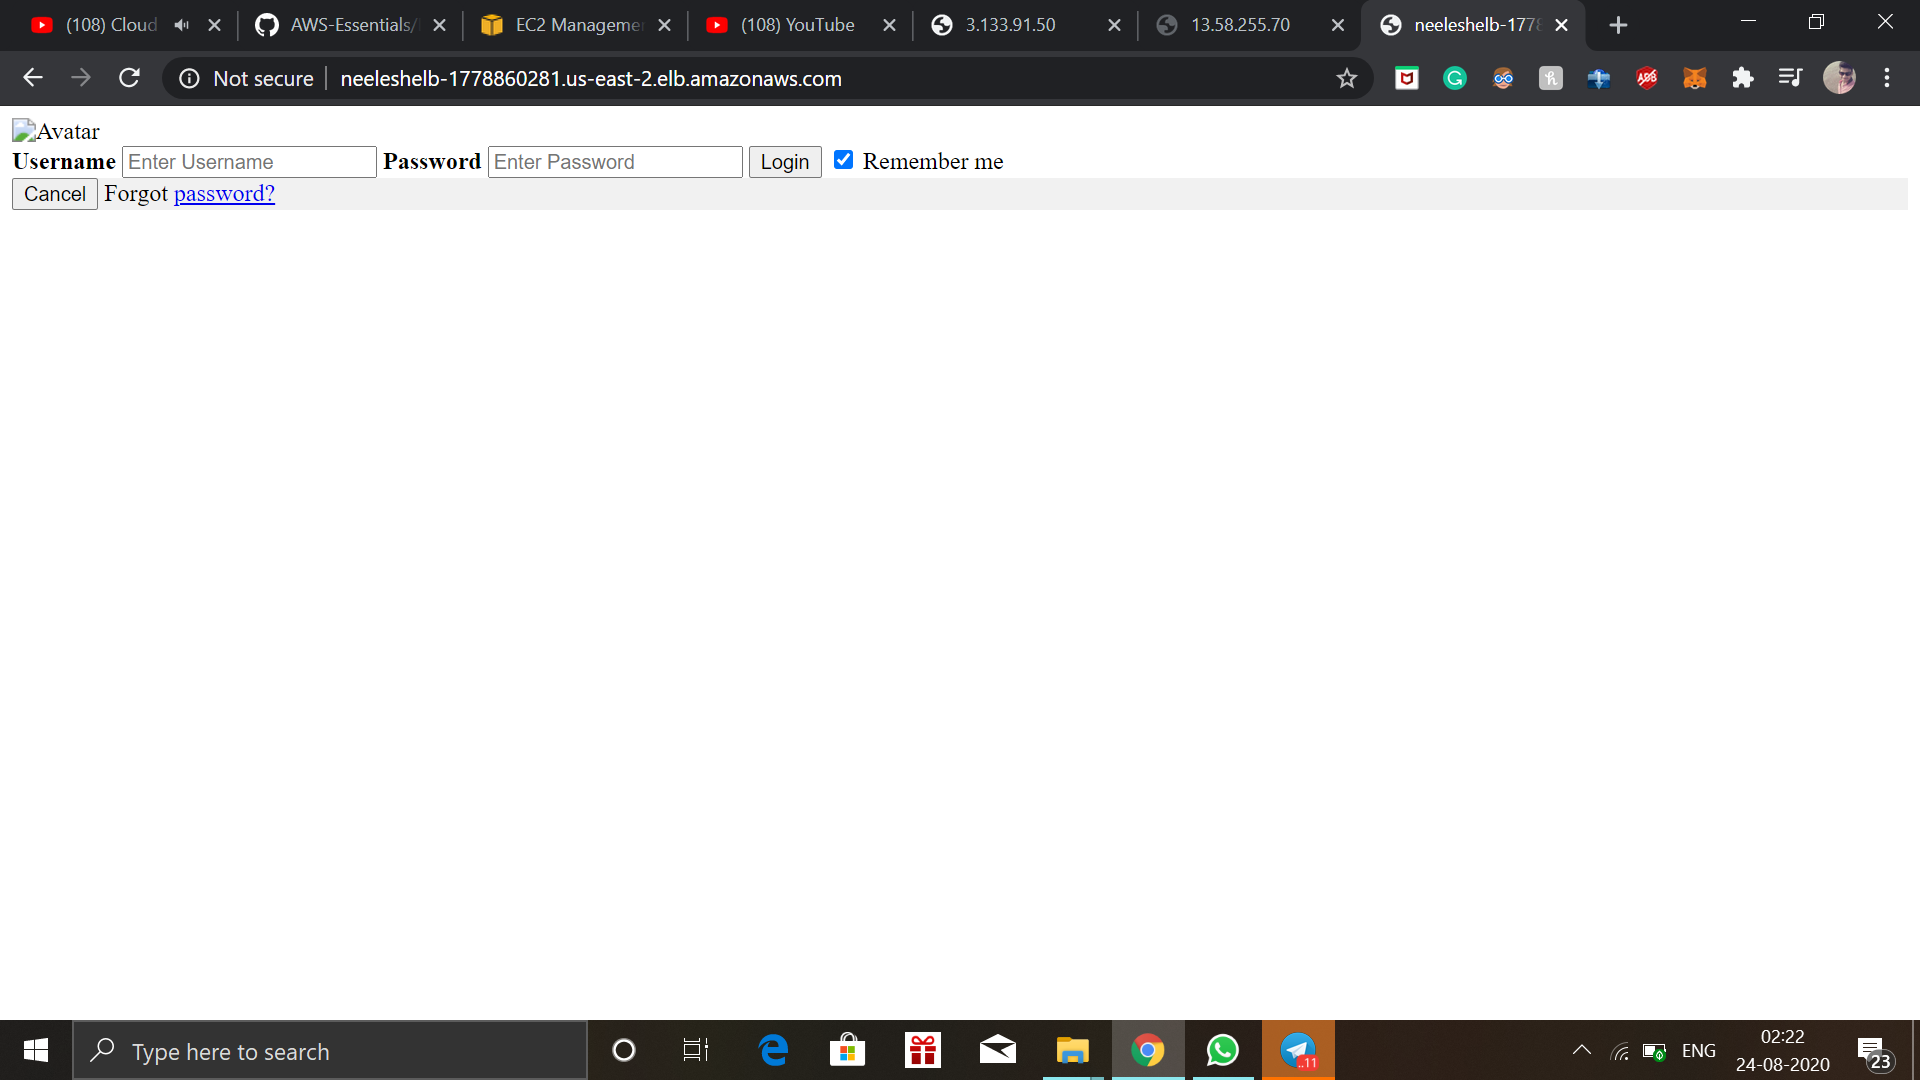 (108) Cloud
AWS-Essentials/
EC2 Managemen
(108) YouTube
3.133.91.50
13.58.255.70
neeleshelb-1778
Not secure
neeleshelb-1778860281.us-east-2.elb.amazonaws.com
Avatar
Username Enter Username Password Enter Password Login Remember me
Cancel Forgot password?
Type here to search
..11
ENG
02:22
24-08-2020
23